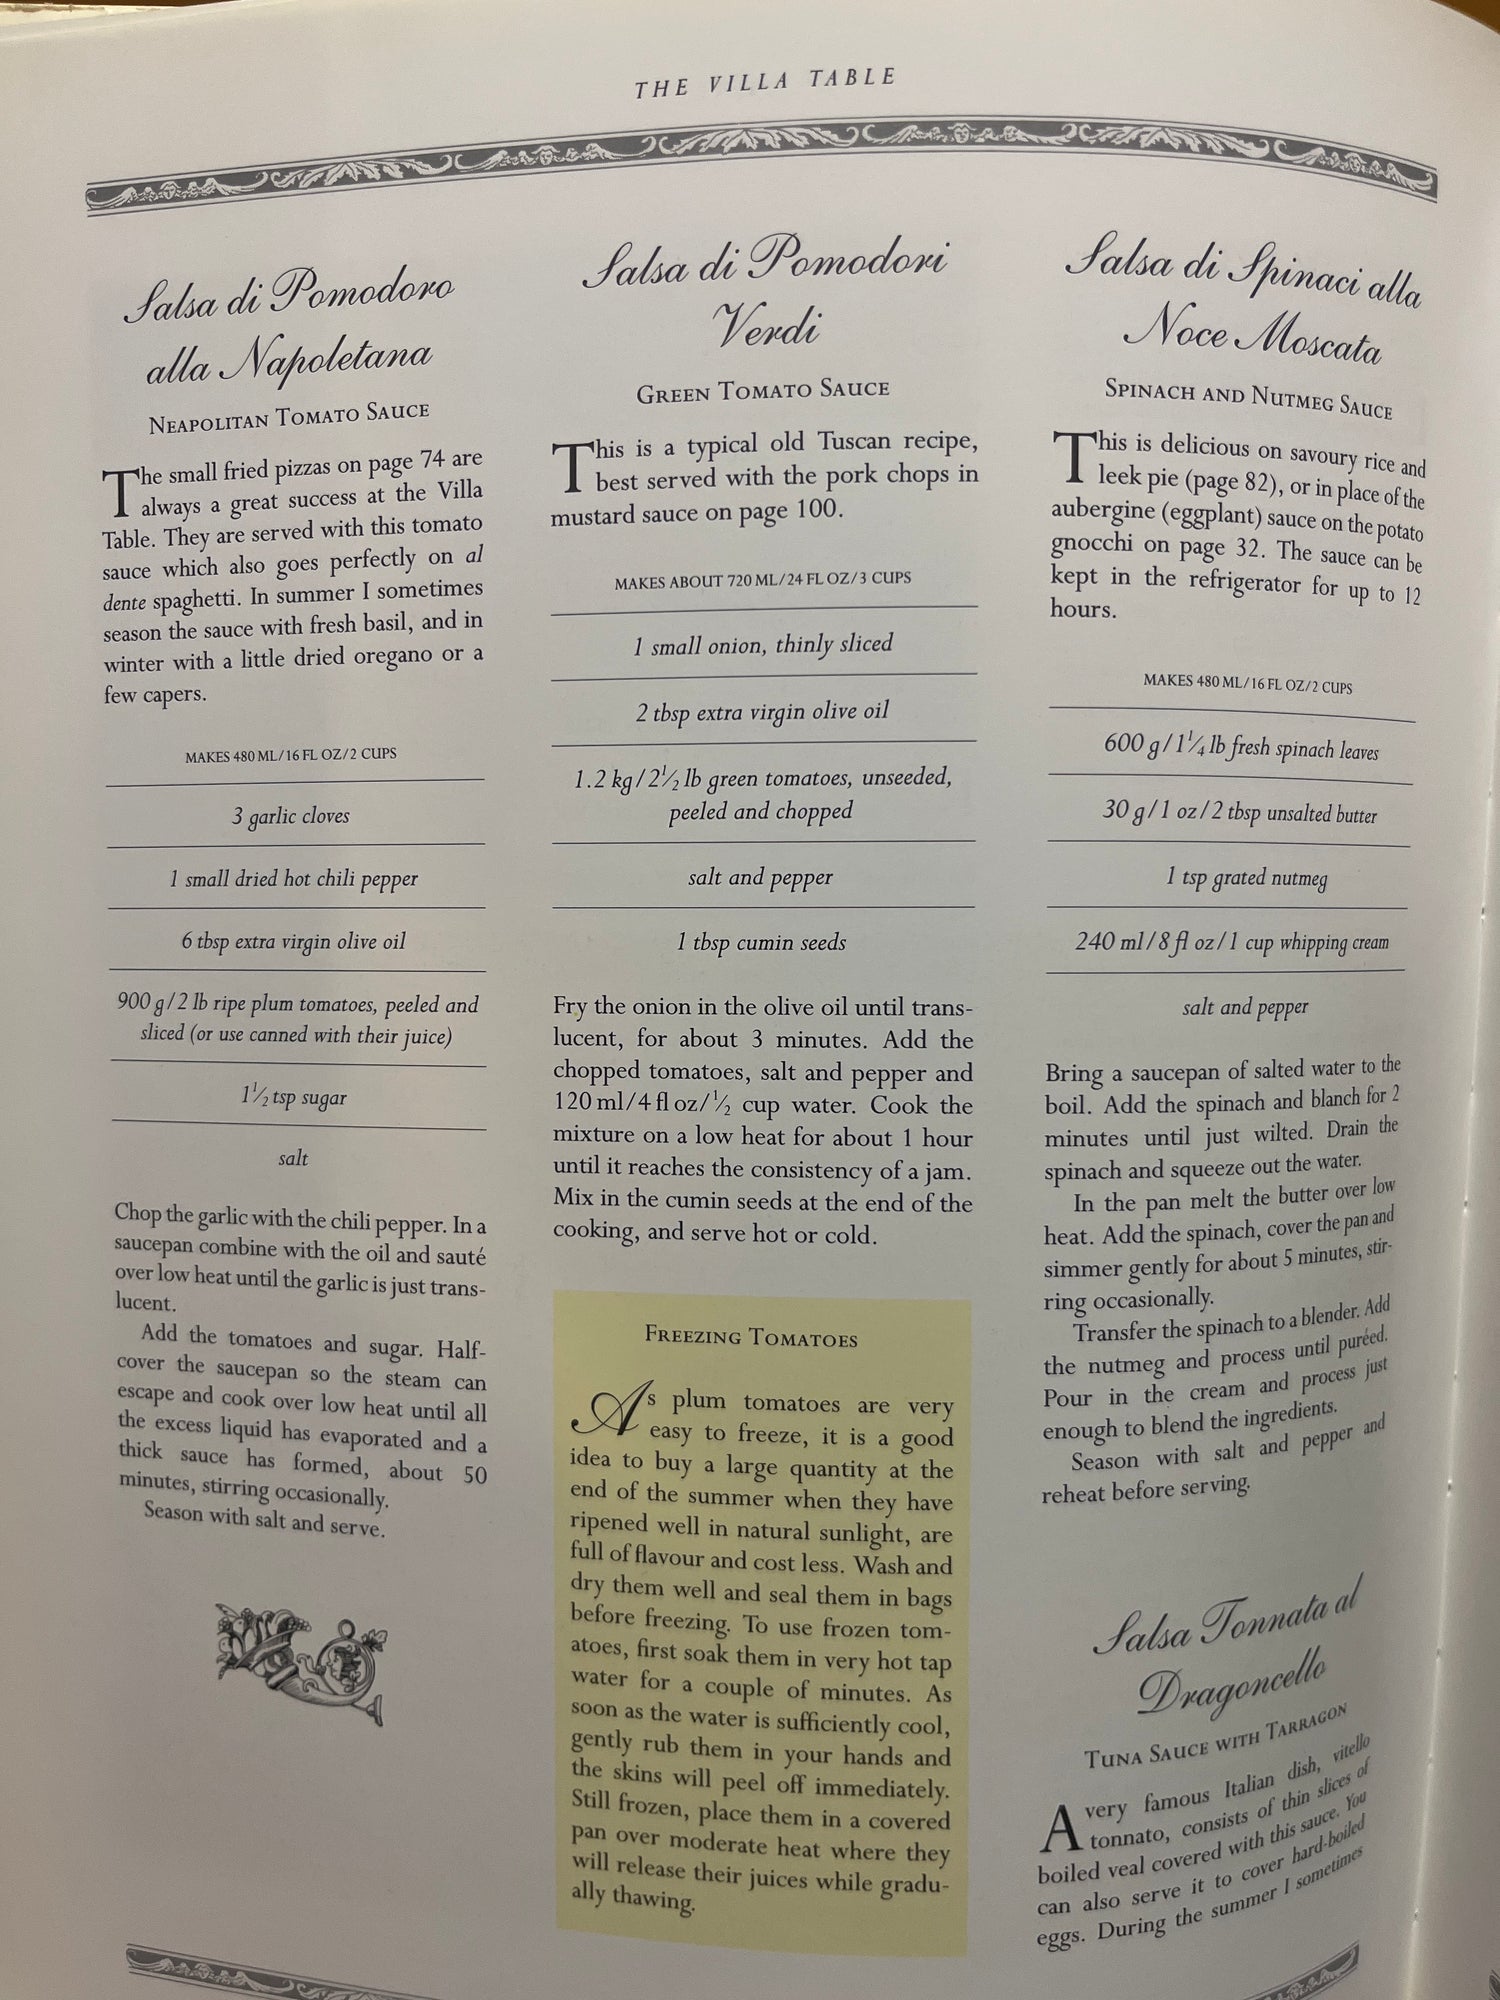 THE VILLA TABLE
Salsa di Pomodoro
alla Napoletana
NEAPOLITAN TOMATO SAUCE
The small fried pizzas on page 74 are
always a great success at the Villa
Table. They are served with this tomato
sauce which also goes perfectly on al
dente spaghetti. In summer I sometimes
season the sauce with fresh basil, and in
winter with a little dried oregano or a
few capers.
MAKES 480 ML/16 FL OZ/2 CUPS
3 garlic cloves
1 small dried hot chili pepper
6 tbsp extra virgin olive oil
900 g/2 lb ripe plum tomatoes, peeled and
sliced (or use canned with their juice)
1½ tsp sugar
salt
Chop the garlic with the chili pepper. In a
saucepan combine with the oil and sauté
over low heat until the garlic is just trans-
lucent.
Add the tomatoes and sugar. Half-
cover the saucepan so the steam can
escape and cook over low heat until all
the excess liquid has evaporated and a
thick sauce has formed, about 50
minutes, stirring occasionally.
Season with salt and serve.
Salsa di Pomodori
Verdi
GREEN TOMATO SAUCE
This is a typical old Tuscan recipe,
best served with the pork chops in
mustard sauce on page 100.
MAKES ABOUT 720 ML/24 FL OZ/3 CUPS
1 small onion, thinly sliced
2 tbsp extra virgin olive oil
1.2 kg/2½ lb green tomatoes, unseeded,
peeled and chopped
salt and pepper
1 tbsp cumin seeds
Fry the onion in the olive oil until trans-
lucent, for about 3 minutes. Add the
chopped tomatoes, salt and pepper and
120 ml/4 fl oz/½ cup water. Cook the
mixture on a low heat for about 1 hour
until it reaches the consistency of a jam.
Mix in the cumin seeds at the end of the
cooking, and serve hot or cold.
FREEZING TOMATOES
As plum tomatoes are very
easy to freeze, it is a good
idea to buy a large quantity at the
end of the summer when they have
ripened well in natural sunlight, are
full of flavour and cost less. Wash and
dry them well and seal them in bags
before freezing. To use frozen tom-
atoes, first soak them in very hot tap
water for a couple of minutes. As
soon as the water is sufficiently cool,
gently rub them in your hands and
the skins will peel off immediately.
Still frozen, place them in a covered
pan over moderate heat where they
will release their juices while gradu-
ally thawing.
Salsa di Spinaci alla
Noce Moscata
SPINACH AND NUTMEG SAUCE
This is delicious on savoury rice and
leek pie (page 82), or in place of the
aubergine (eggplant) sauce on the potato
gnocchi on page 32. The sauce can be
kept in the refrigerator for up to 12
hours.
MAKES 480 ML/16 FL OZ/2 CUPS
600 g/1¼ lb fresh spinach leaves
30 g/1 oz/2 tbsp unsalted butter
1 tsp grated nutmeg
240 ml/8 fl oz/1 cup whipping cream
salt and pepper
Bring a saucepan of salted water to the
boil. Add the spinach and blanch for 2
minutes until just wilted. Drain the
spinach and squeeze out the water.
In the pan melt the butter over low
heat. Add the spinach, cover the pan and
simmer gently for about 5 minutes, stir-
ring occasionally.
Transfer the spinach to a blender. Add
the nutmeg and process until puréed.
Pour in the cream and process just
enough to blend the ingredients.
Season with salt and pepper and
reheat before serving.
Salsa Tonnata al
Dragoncello
TUNA SAUCE WITH TARRAGON
A very famous Italian dish, vitello
tonnato, consists of thin slices of
boiled veal covered with this sauce. You
can also serve it to cover hard-boiled
eggs. During the summer I sometimes